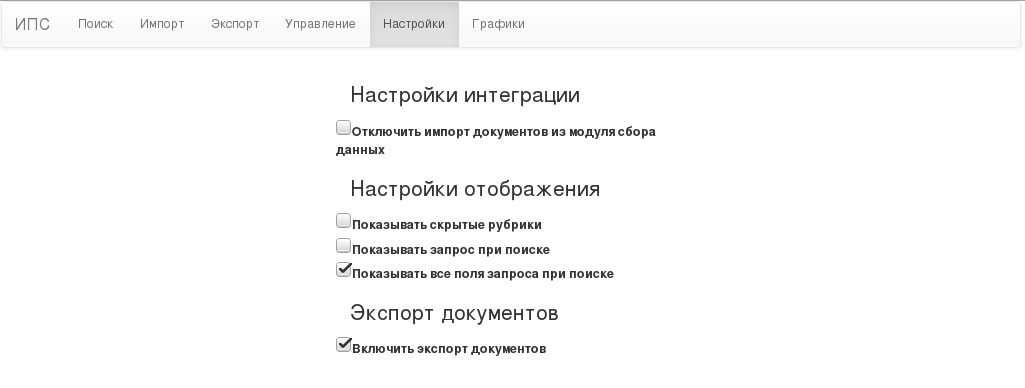 ИПС Поиск Импорт Экспорт Управление Настройки Графики
Настройки интеграции
Отключить импорт документов из модуля сбора
данных
Настройки отображения
Показывать скрытые рубрики
Показывать запрос при поиске
Показывать все поля запроса при поиске
Экспорт документов
Включить экспорт документов